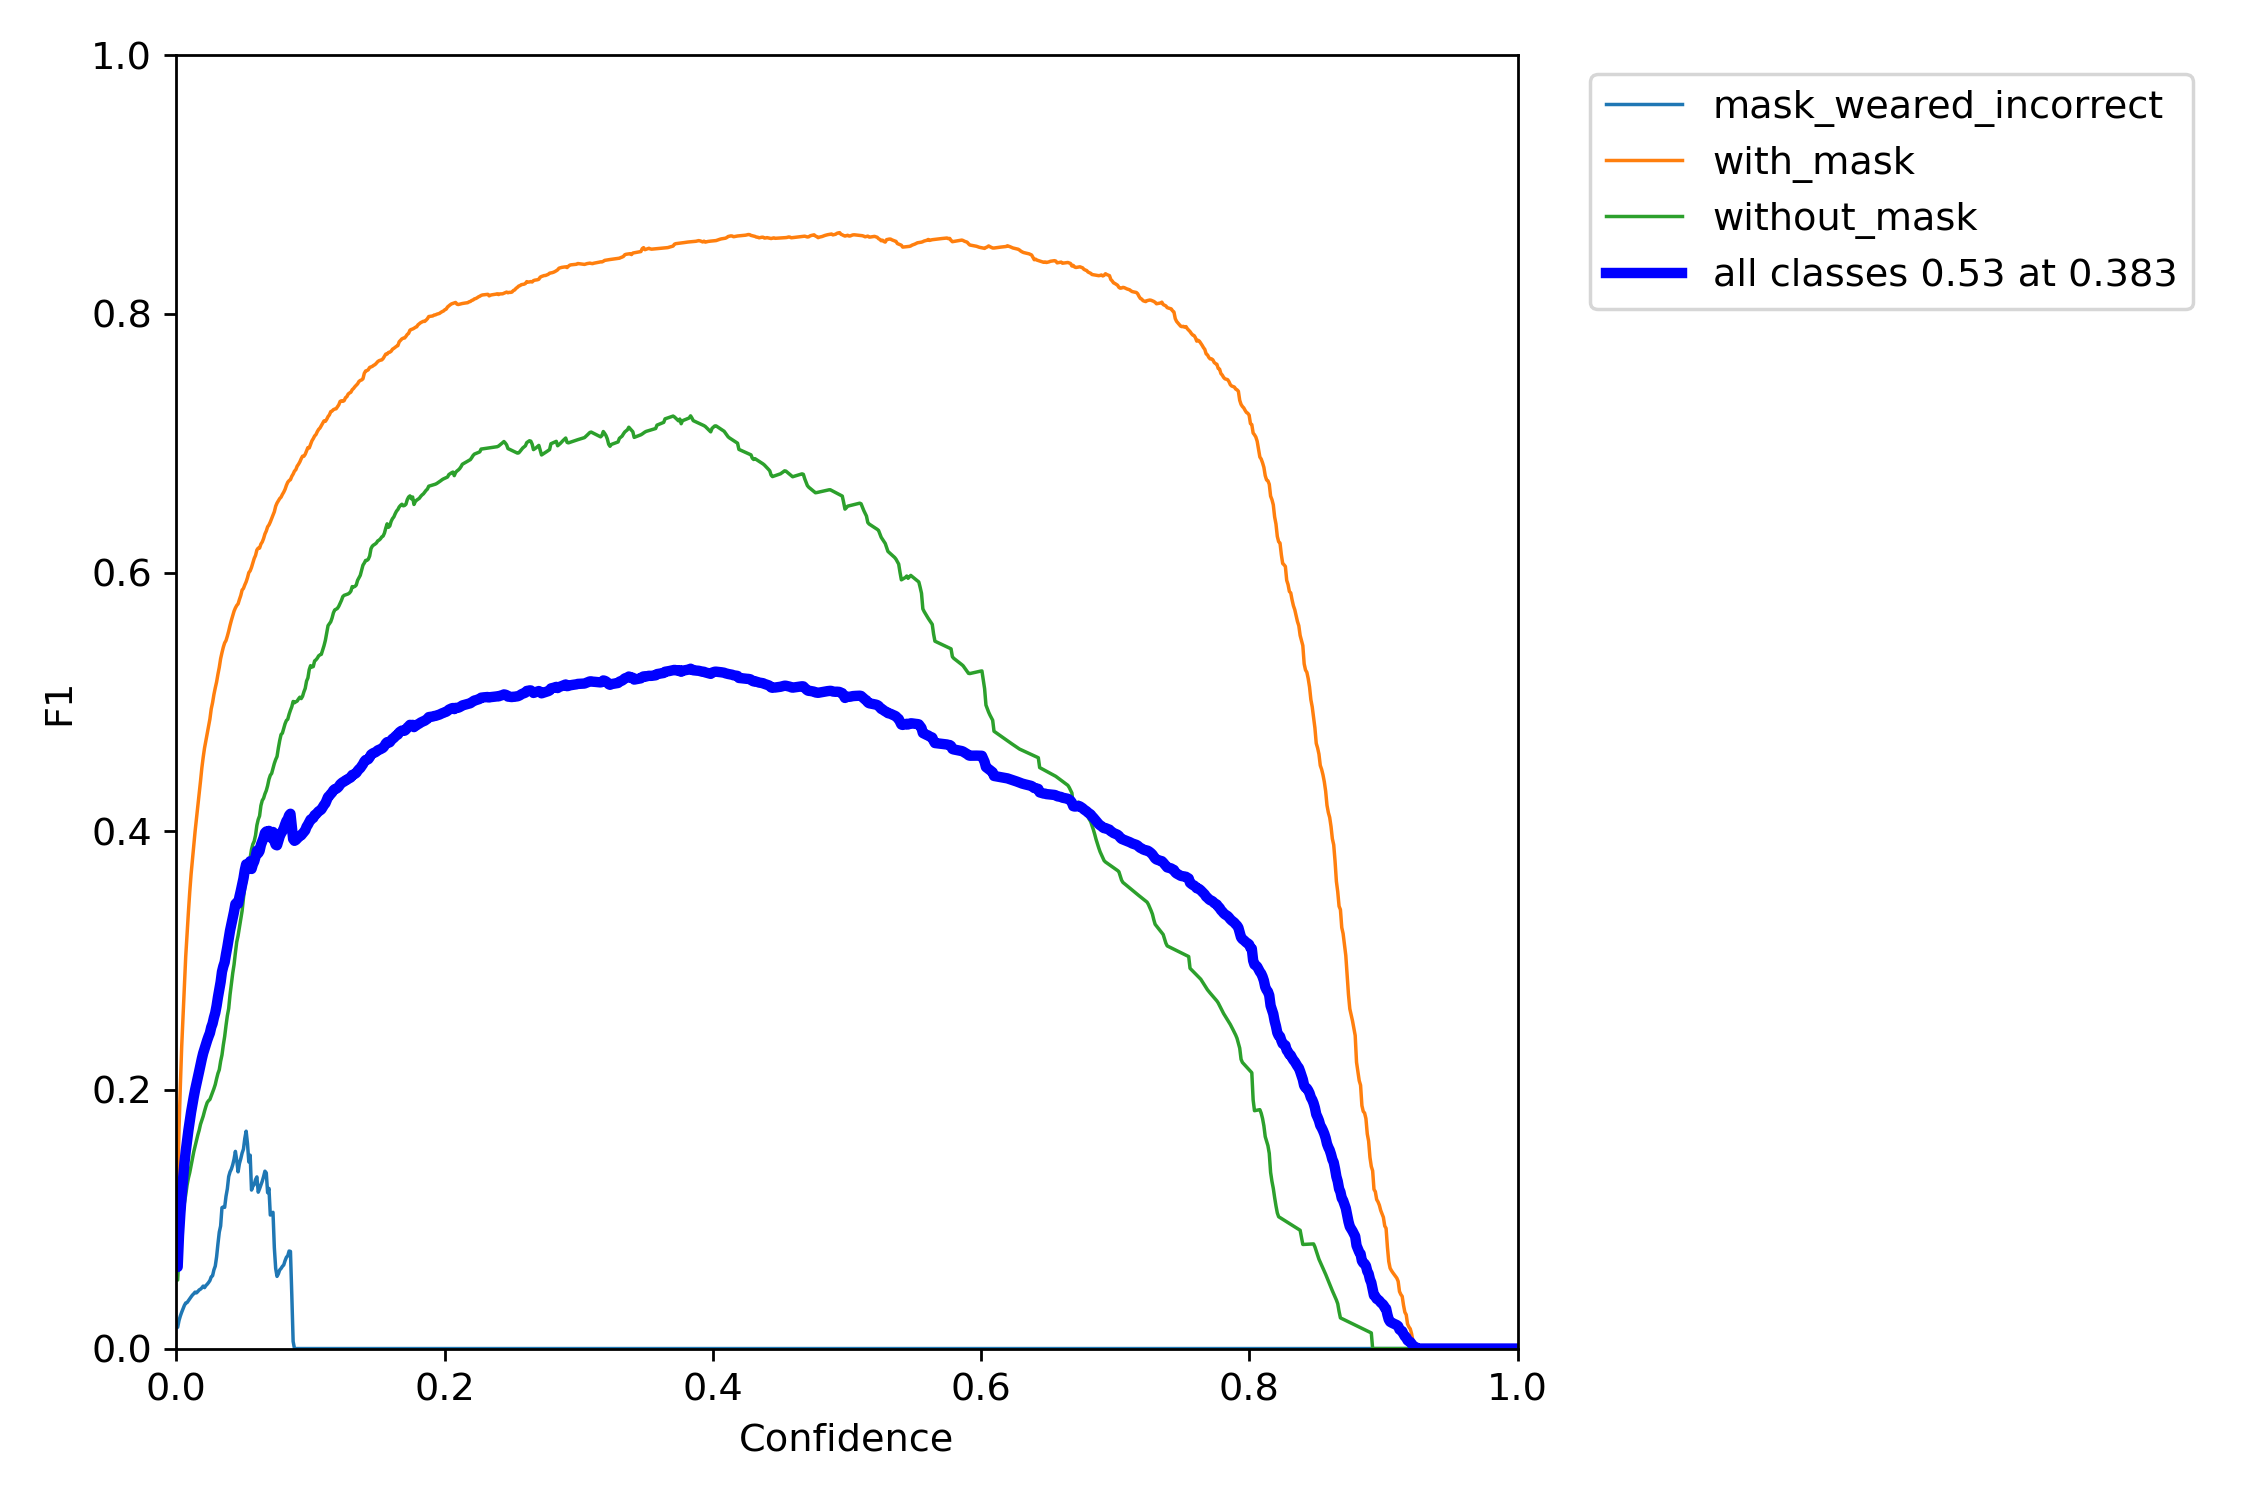 1.0
0.8
0.6
0.4
0.2
0.0
F1
0.0 0.2 0.4 0.6 0.8 1.0
Confidence
mask_weared_incorrect
with_mask
without_mask
all classes 0.53 at 0.383